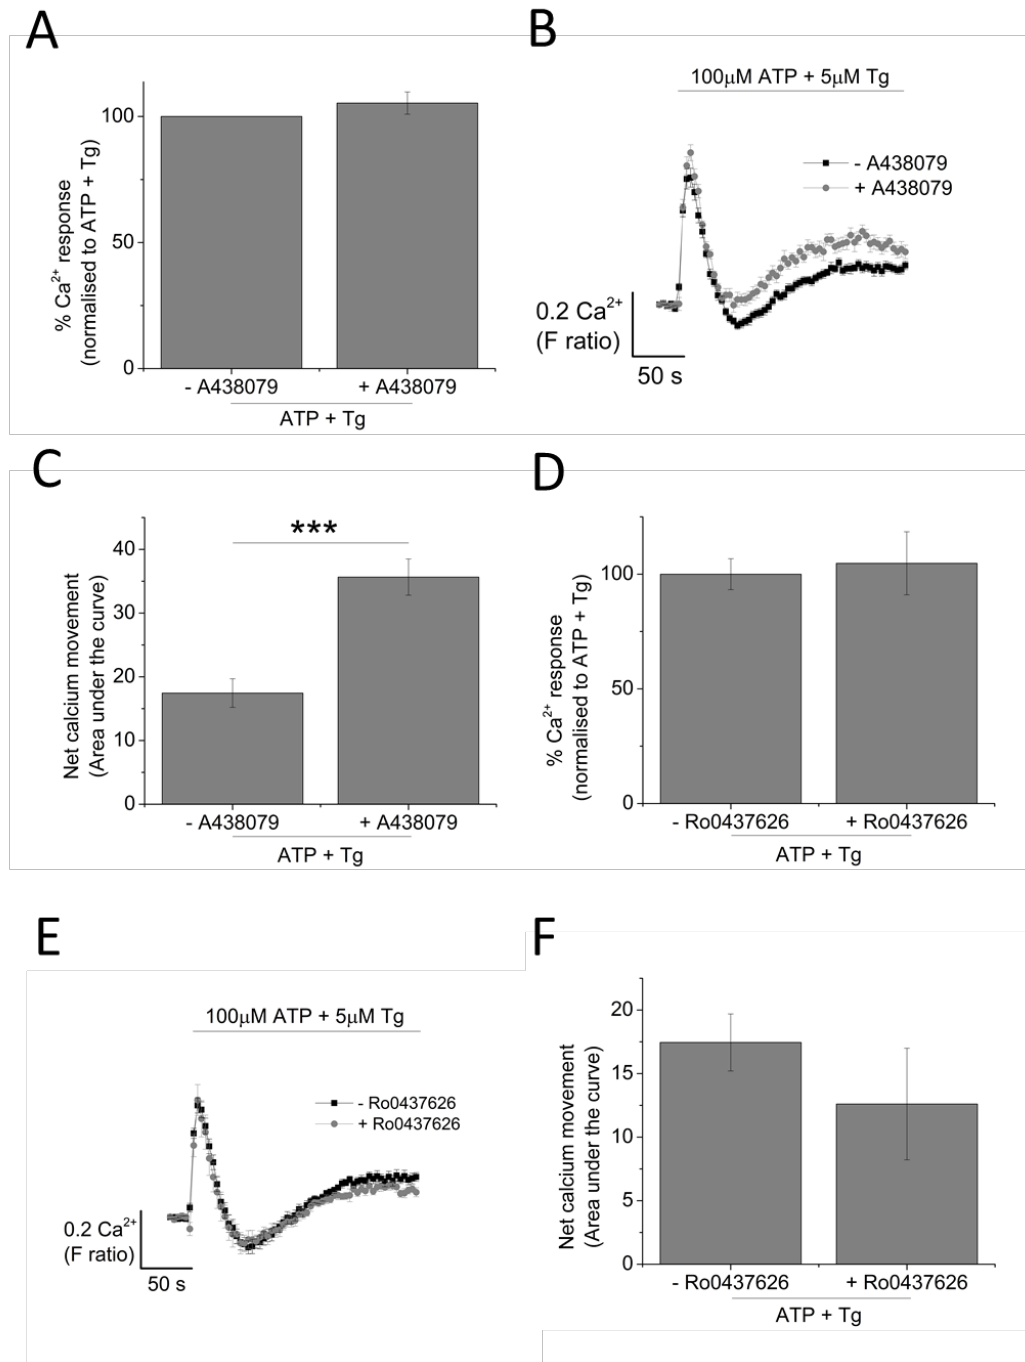 A
% Ca2+ response
(normalised to ATP + Tg)
100
50
0
- A438079
+ A438079
ATP + Tg
B
100μM ATP + 5μM Tg
- A438079
+ A438079
0.2 Ca2+
(F ratio)
50 s
C
Net calcium movement
(Area under the curve)
40
30
20
10
0
***
- A438079
+ A438079
ATP + Tg
D
% Ca2+ response
(normalised to ATP + Tg)
100
50
0
- Ro0437626
+ Ro0437626
ATP + Tg
E
100μM ATP + 5μM Tg
- Ro0437626
+ Ro0437626
0.2 Ca2+
(F ratio)
50 s
F
Net calcium movement
(Area under the curve)
20
15
10
5
0
- Ro0437626
+ Ro0437626
ATP + Tg